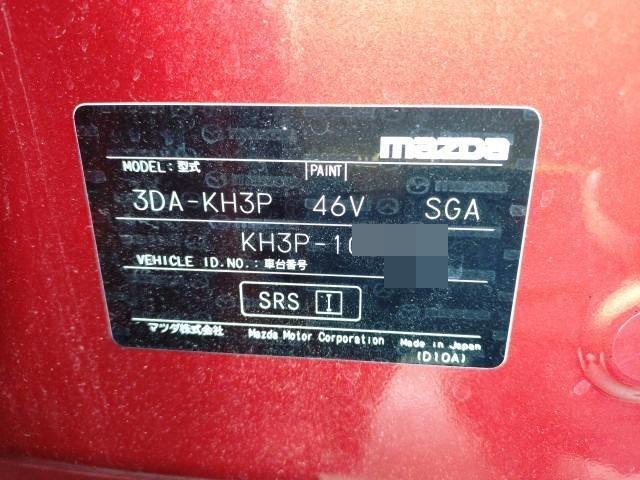 mazda
MODEL：型式 PAINT
3DA-KH3P 46V SGA
KH3P-1
VEHICLE ID.NO.：車台番号
SRS I
マツダ株式会社 Mazda Motor Corporation Made in Japan
(D10A)